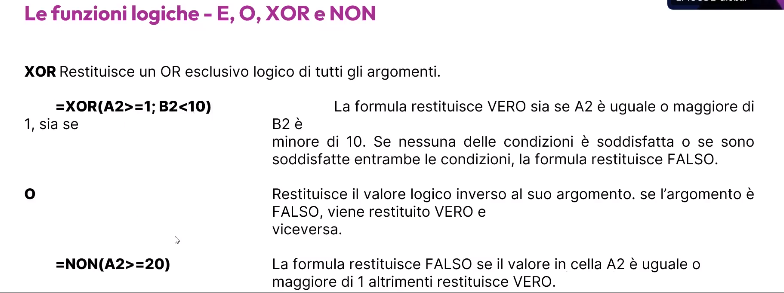 Le funzioni logiche - E, O, XOR e NON
XOR Restituisce un OR esclusivo logico di tutti gli argomenti.
=XOR(A2>=1; B2<10) La formula restituisce VERO sia se A2 è uguale o maggiore di
1, sia se B2 è
minore di 10. Se nessuna delle condizioni è soddisfatta o se sono
soddisfatte entrambe le condizioni, la formula restituisce FALSO.
O Restituisce il valore logico inverso al suo argomento. se l'argomento è
FALSO, viene restituito VERO e
viceversa.
=NON(A2>=20) La formula restituisce FALSO se il valore in cella A2 è uguale o
maggiore di 1 altrimenti restituisce VERO.